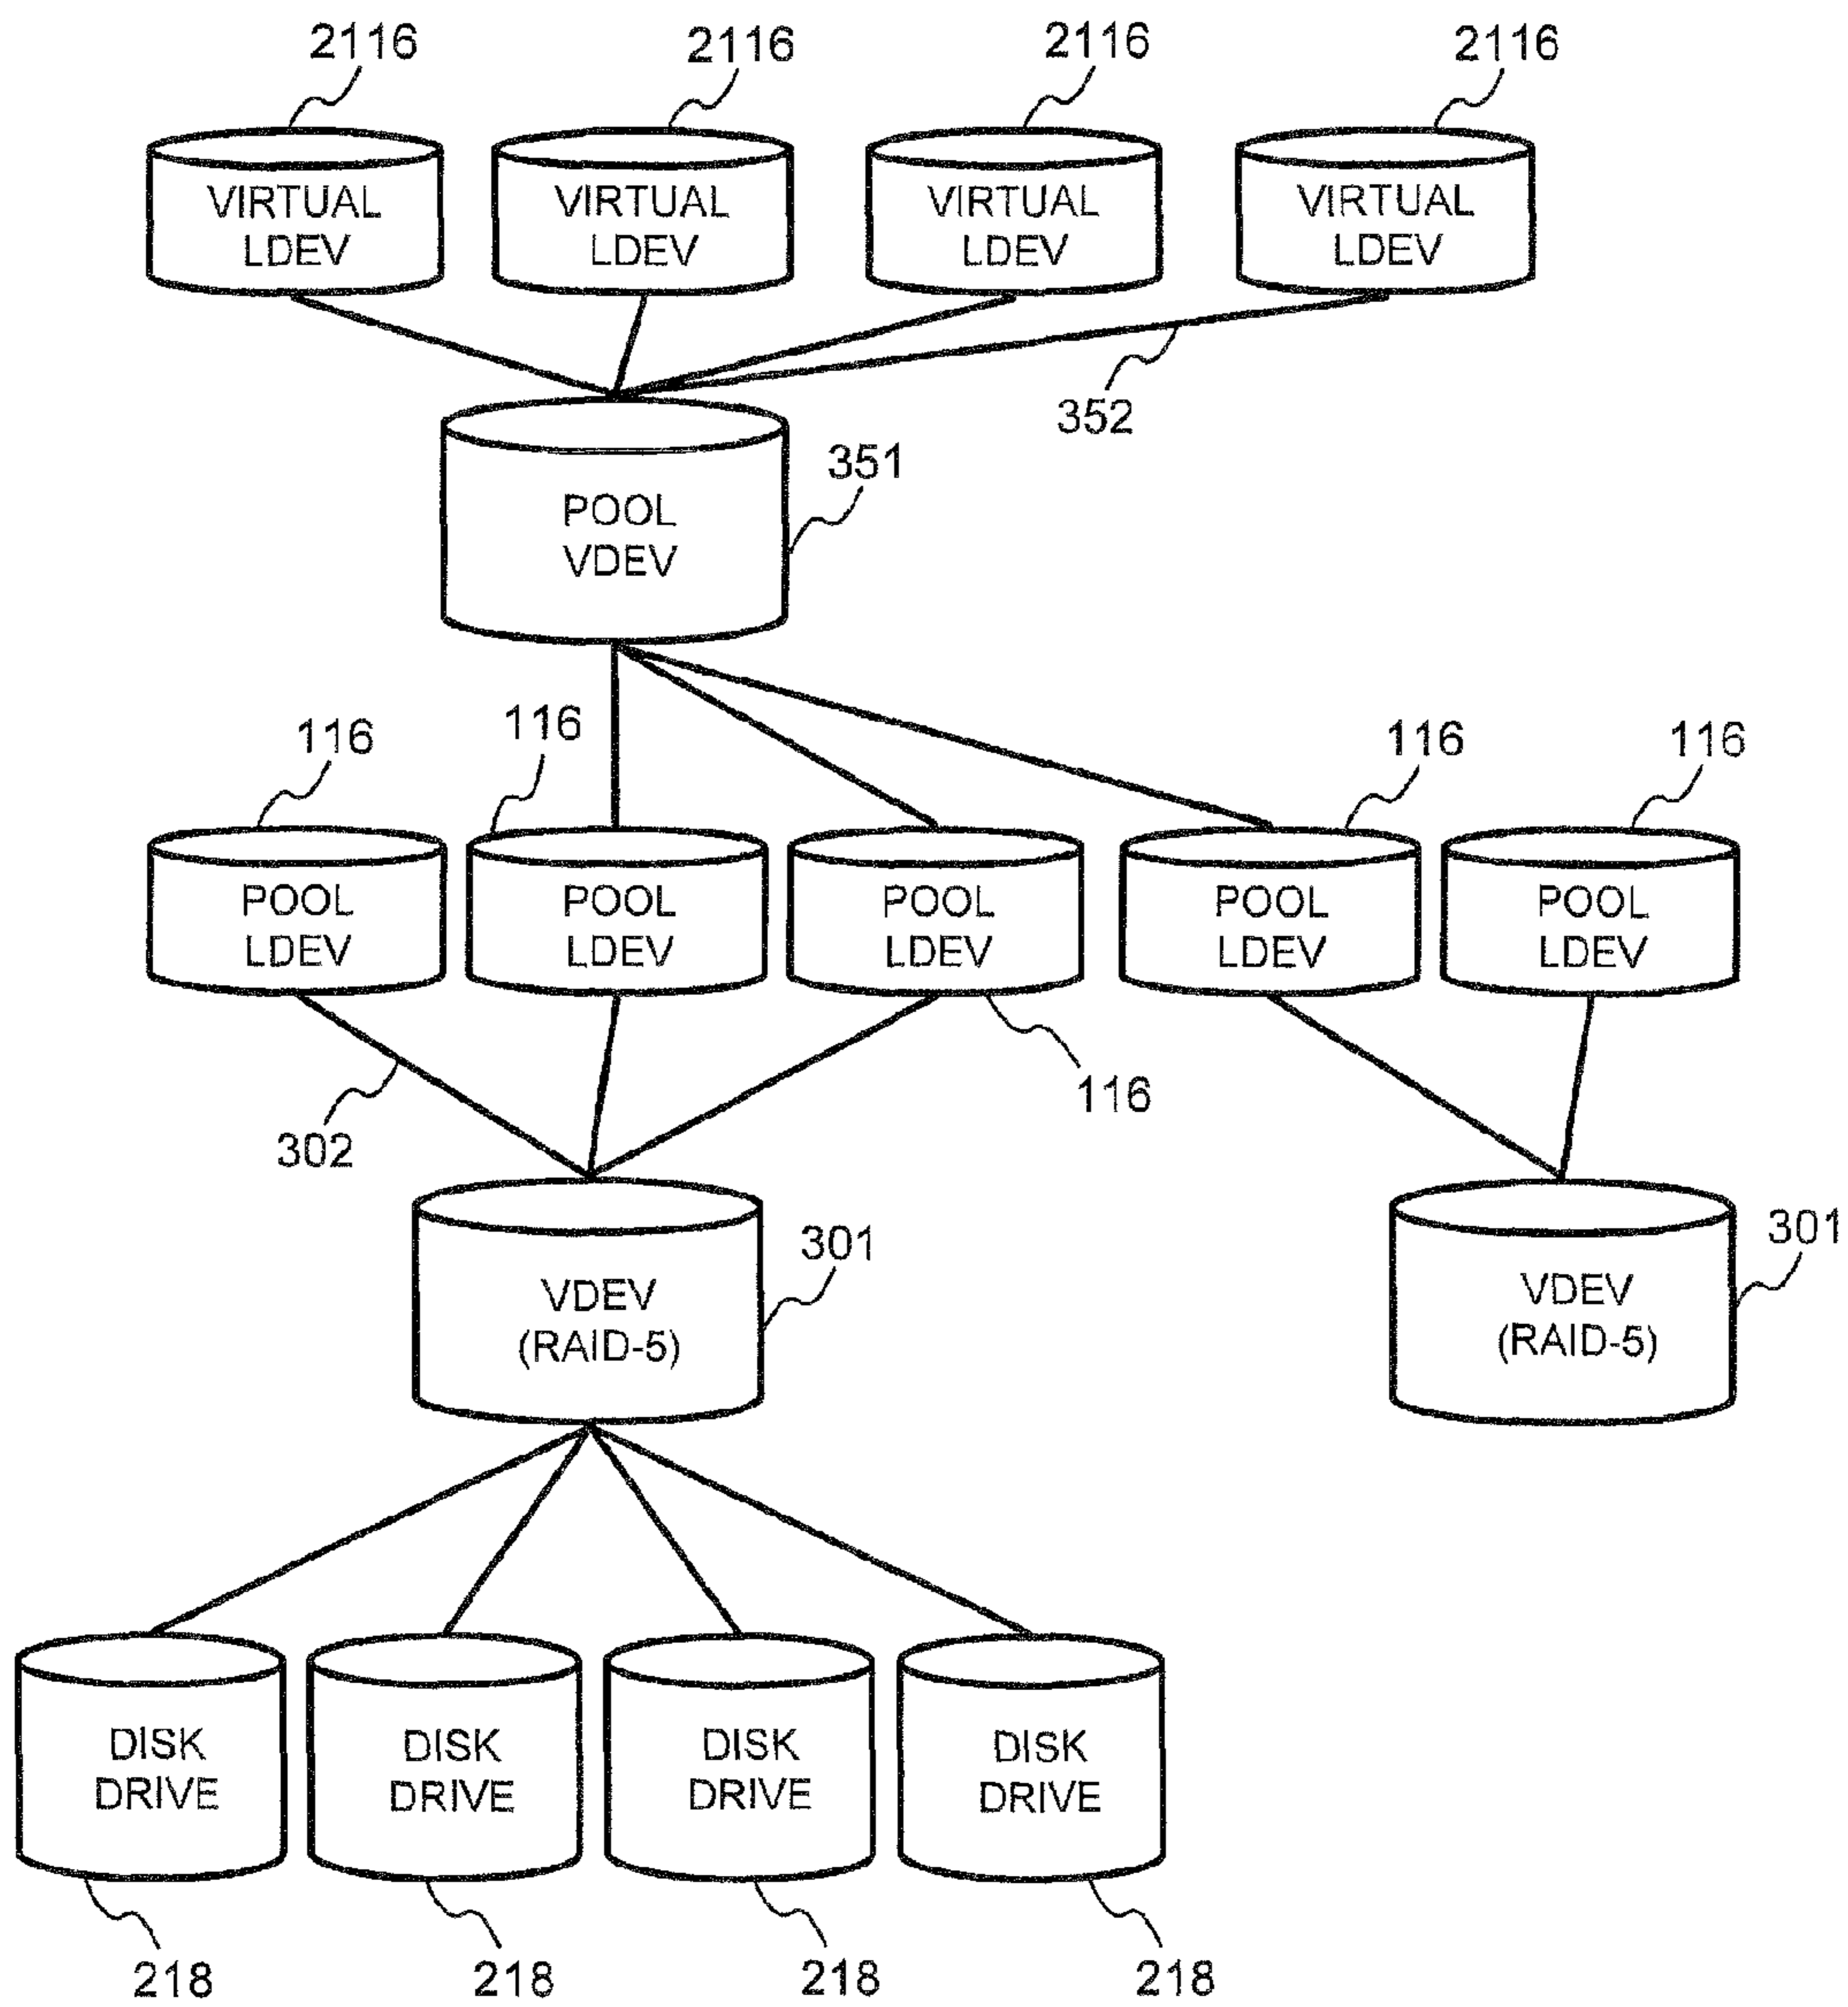 2116 2116 2116 2116
VIRTUAL VIRTUAL VIRTUAL VIRTUAL
LDEV LDEV LDEV LDEV
352
351
POOL
VDEV
116 116 116 116
POOL POOL POOL POOL POOL
LDEV LDEV LDEV LDEV LDEV
116
302
301 301
VDEV VDEV
(RAID-5) (RAID-5)
DISK DISK DISK DISK
DRIVE DRIVE DRIVE DRIVE
218 218 218 218